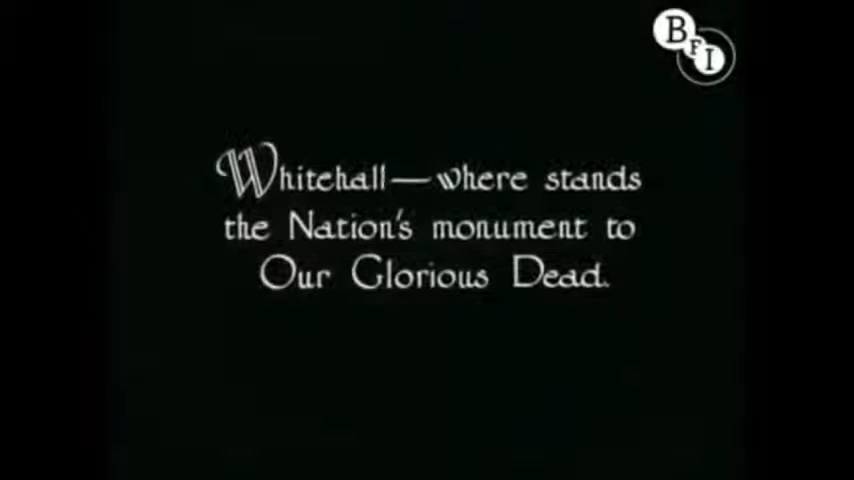 BFI
Whitehall—where stands
the Nation's monument to
Our Glorious Dead.